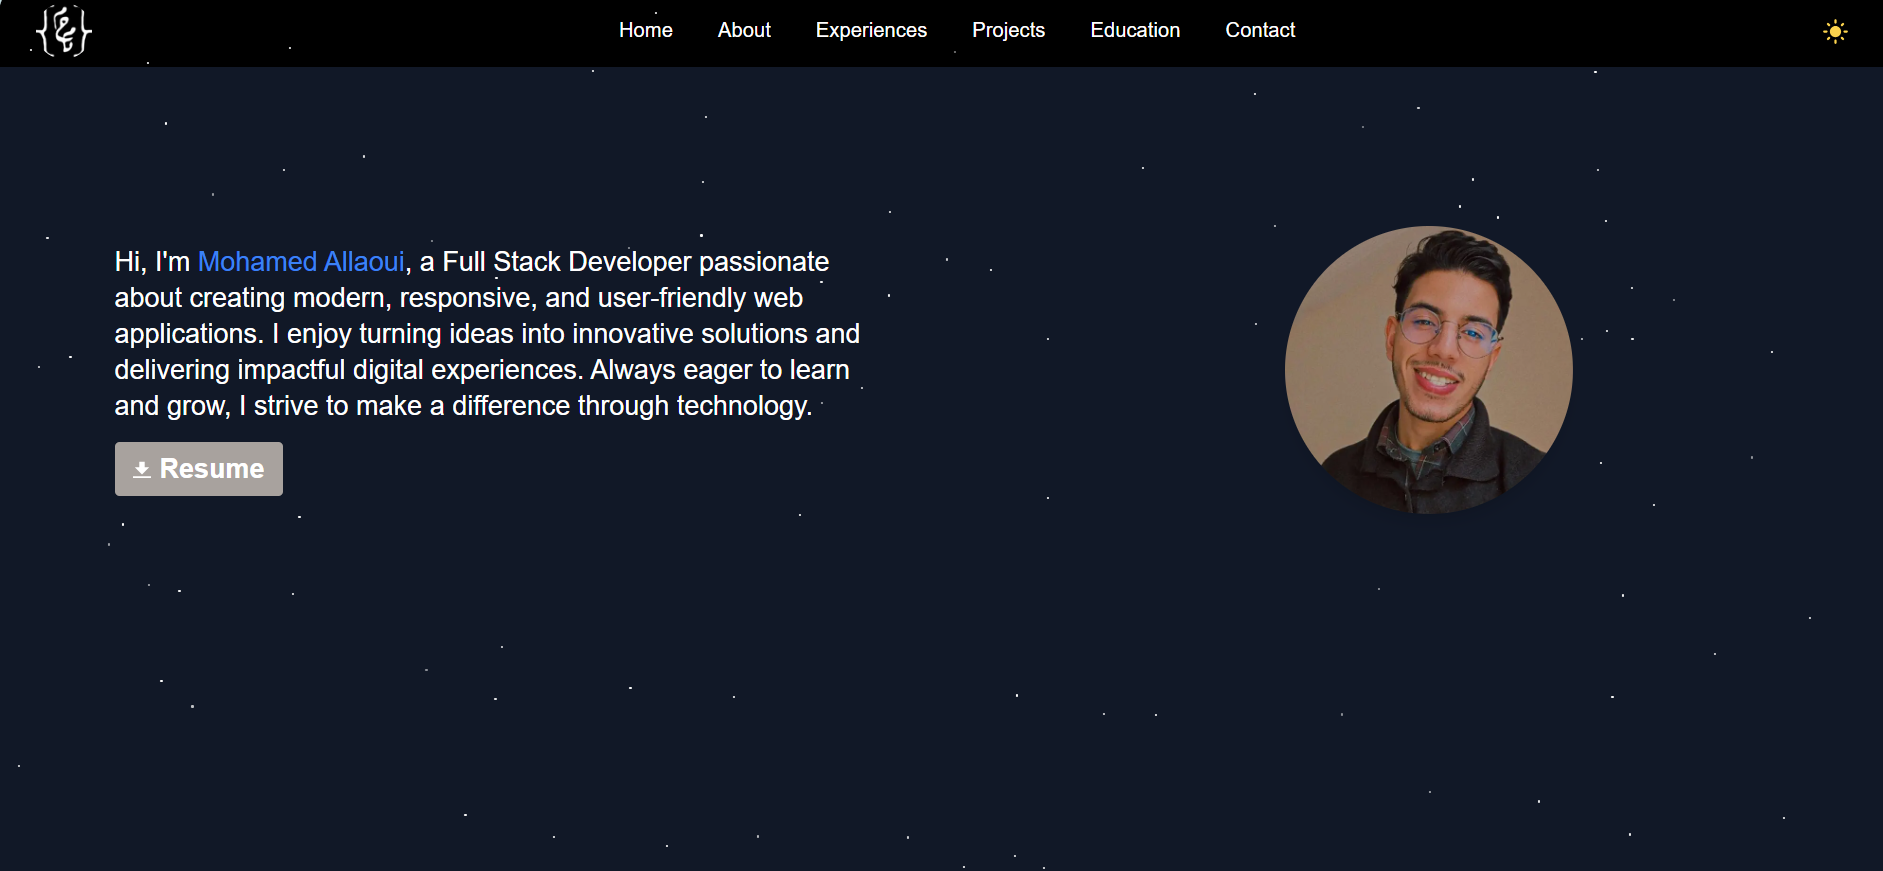 Home About Experiences Projects Education Contact
Hi, I'm Mohamed Allaoui, a Full Stack Developer passionate
about creating modern, responsive, and user-friendly web
applications. I enjoy turning ideas into innovative solutions and
delivering impactful digital experiences. Always eager to learn
and grow, I strive to make a difference through technology.
Resume